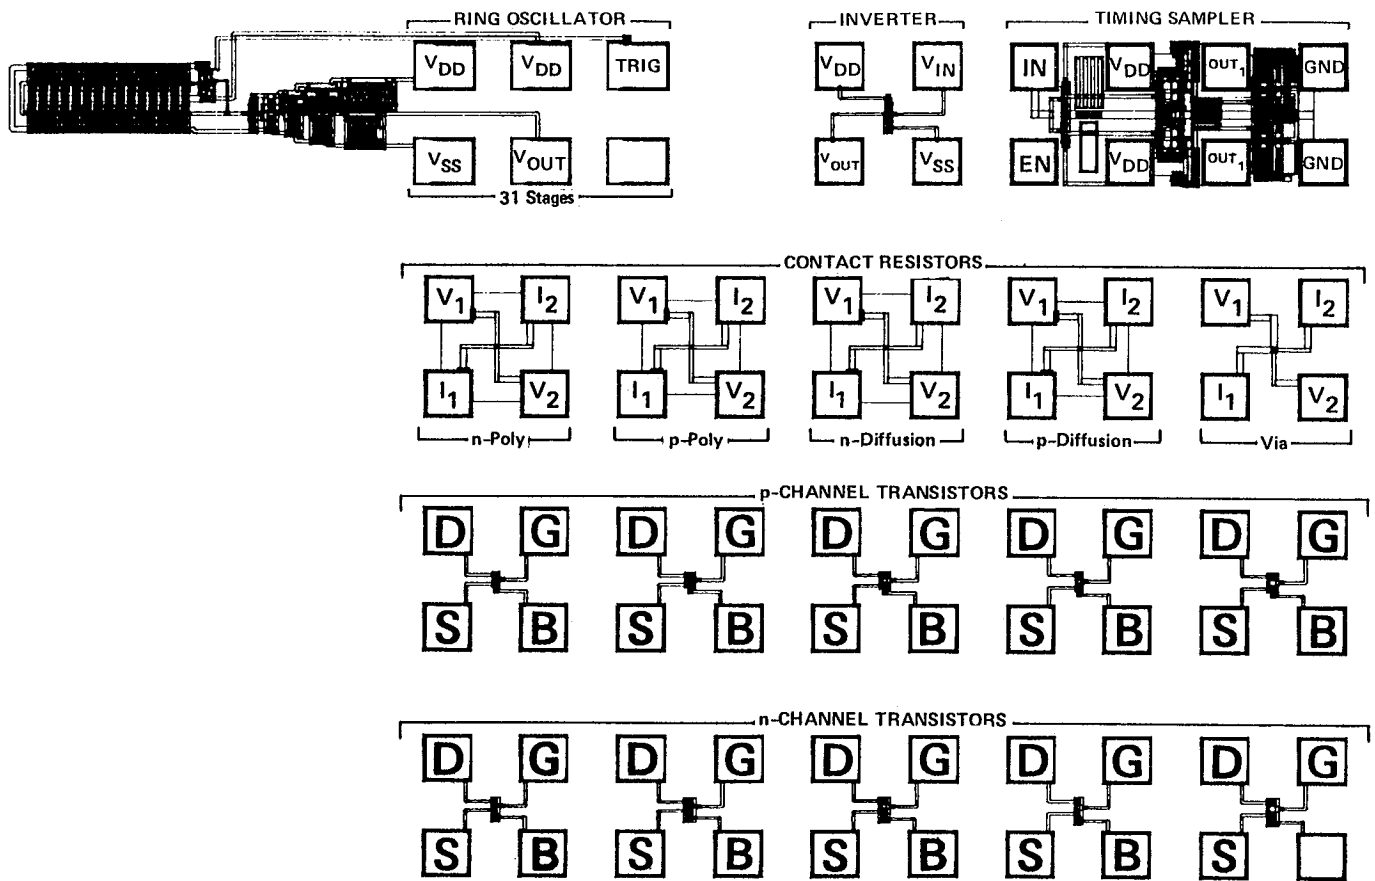 RING OSCILLATOR INVERTER TIMING SAMPLER
VDD VDD TRIG VDD VIN IN VDD OUT1 GND
VSS VOUT VOUT VSS EN VDD OUT1 GND
31 Stages
CONTACT RESISTORS
V1 I2 V1 I2 V1 I2 V1 I2 V1 I2
I1 V2 I1 V2 I1 V2 I1 V2 I1 V2
n-Poly p-Poly n-Diffusion p-Diffusion Via
p-CHANNEL TRANSISTORS
D G D G D G D G D G
S B S B S B S B S B
n-CHANNEL TRANSISTORS
D G D G D G D G D G
S B S B S B S B S